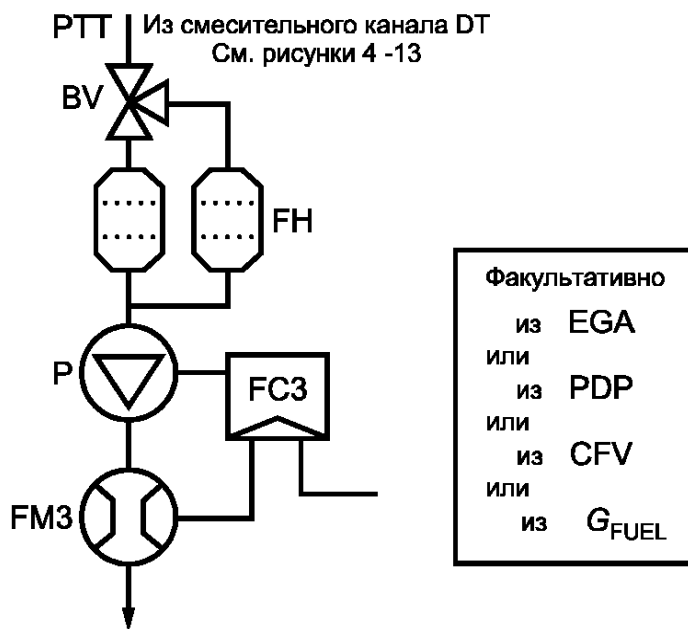 PTT Из смесительного канала DT
См. рисунки 4 -13
BV
FH
P
FC3
FM3
Факультативно
из EGA
или
из PDP
или
из CFV
или
из GFUEL